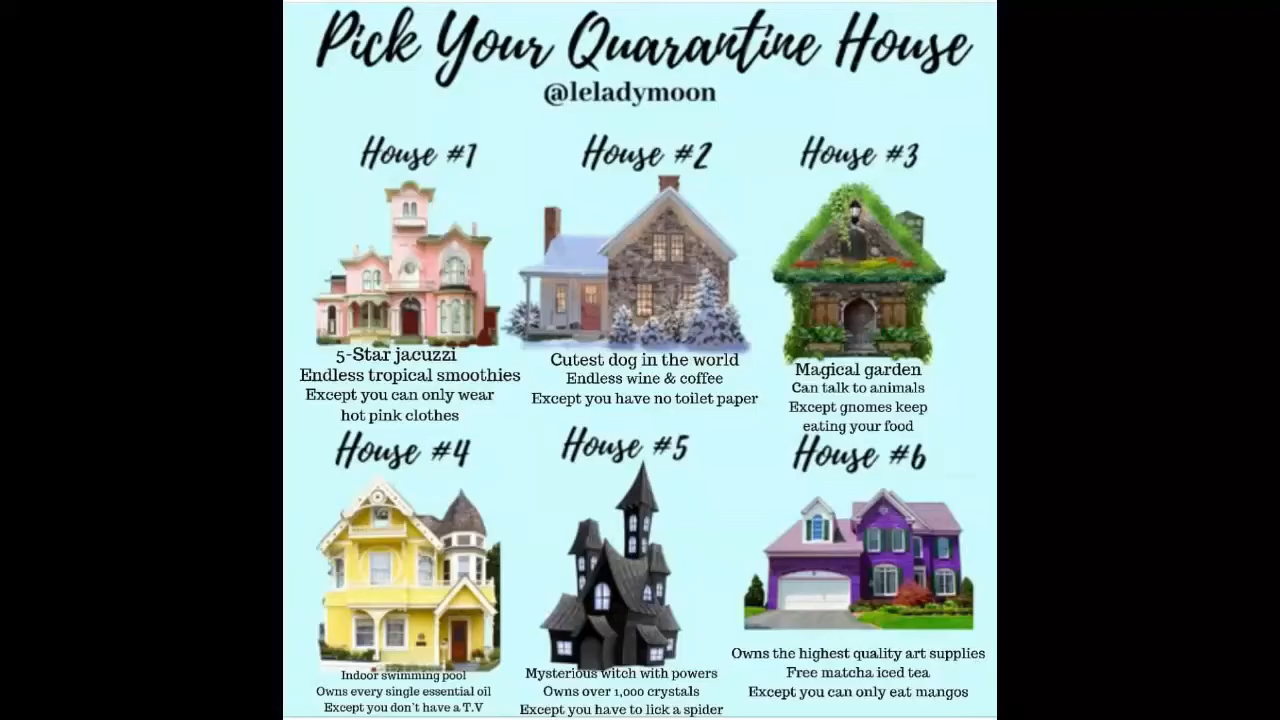 Pick Your Quarantine House
@leladymoon
House #1
5-Star jacuzzi
Endless tropical smoothies
Except you can only wear
hot pink clothes
House #2
Cutest dog in the world
Endless wine & coffee
Except you have no toilet paper
House #3
Magical garden
Can talk to animals
Except gnomes keep
eating your food
House #4
Indoor swimming pool
Owns every single essential oil
Except you don't have a T.V
House #5
Mysterious witch with powers
Owns over 1,000 crystals
Except you have to lick a spider
House #6
Owns the highest quality art supplies
Free matcha iced tea
Except you can only eat mangos